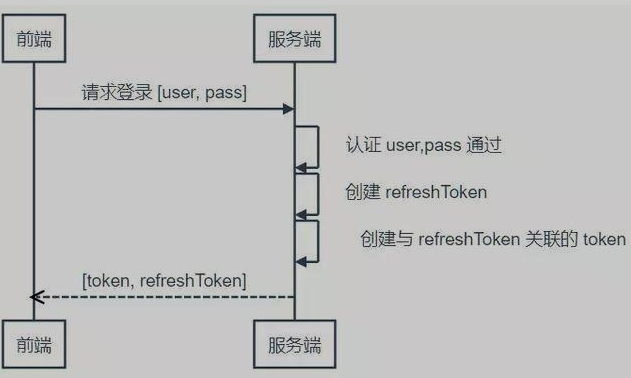 前端
服务端
请求登录 [user, pass]
认证 user,pass 通过
创建 refreshToken
创建与 refreshToken 关联的 token
[token, refreshToken]
前端
服务端